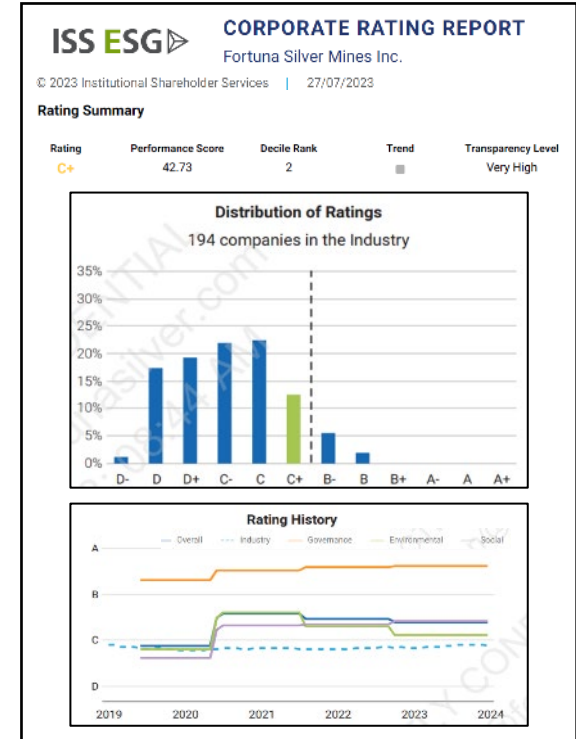 ISS ESG
CORPORATE RATING REPORT
Fortuna Silver Mines Inc.
© 2023 Institutional Shareholder Services | 27/07/2023
Rating Summary
Rating Performance Score Decile Rank Trend Transparency Level
C+ 42.73 2 Very High
Distribution of Ratings
194 companies in the Industry
35%
30%
25%
20%
15%
10%
5%
0%
D- D D+ C- C C+ B- B B+ A- A A+
Rating History
Overall Industry Governance Environmental Social
A
B
C
D
2019 2020 2021 2022 2023 2024